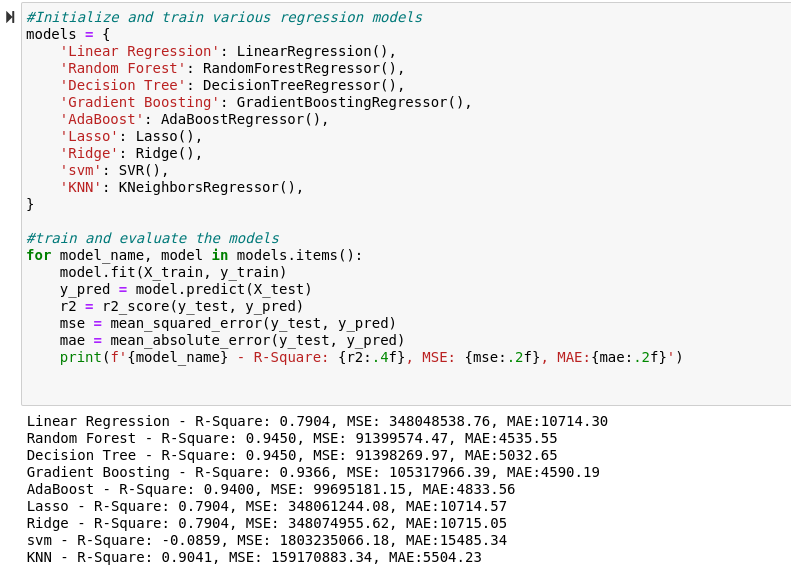 #Initialize and train various regression models
models = {
    'Linear Regression': LinearRegression(),
    'Random Forest': RandomForestRegressor(),
    'Decision Tree': DecisionTreeRegressor(),
    'Gradient Boosting': GradientBoostingRegressor(),
    'AdaBoost': AdaBoostRegressor(),
    'Lasso': Lasso(),
    'Ridge': Ridge(),
    'svm': SVR(),
    'KNN': KNeighborsRegressor(),
}
#train and evaluate the models
for model_name, model in models.items():
    model.fit(X_train, y_train)
    y_pred = model.predict(X_test)
    r2 = r2_score(y_test, y_pred)
    mse = mean_squared_error(y_test, y_pred)
    mae = mean_absolute_error(y_test, y_pred)
    print(f'{model_name} - R-Square: {r2:.4f}, MSE: {mse:.2f}, MAE:{mae:.2f}')
Linear Regression - R-Square: 0.7904, MSE: 348048538.76, MAE:10714.30
Random Forest - R-Square: 0.9450, MSE: 91399574.47, MAE:4535.55
Decision Tree - R-Square: 0.9450, MSE: 91398269.97, MAE:5032.65
Gradient Boosting - R-Square: 0.9366, MSE: 105317966.39, MAE:4590.19
AdaBoost - R-Square: 0.9400, MSE: 99695181.15, MAE:4833.56
Lasso - R-Square: 0.7904, MSE: 348061244.08, MAE:10714.57
Ridge - R-Square: 0.7904, MSE: 348074955.62, MAE:10715.05
svm - R-Square: -0.0859, MSE: 1803235066.18, MAE:15485.34
KNN - R-Square: 0.9041, MSE: 159170883.34, MAE:5504.23